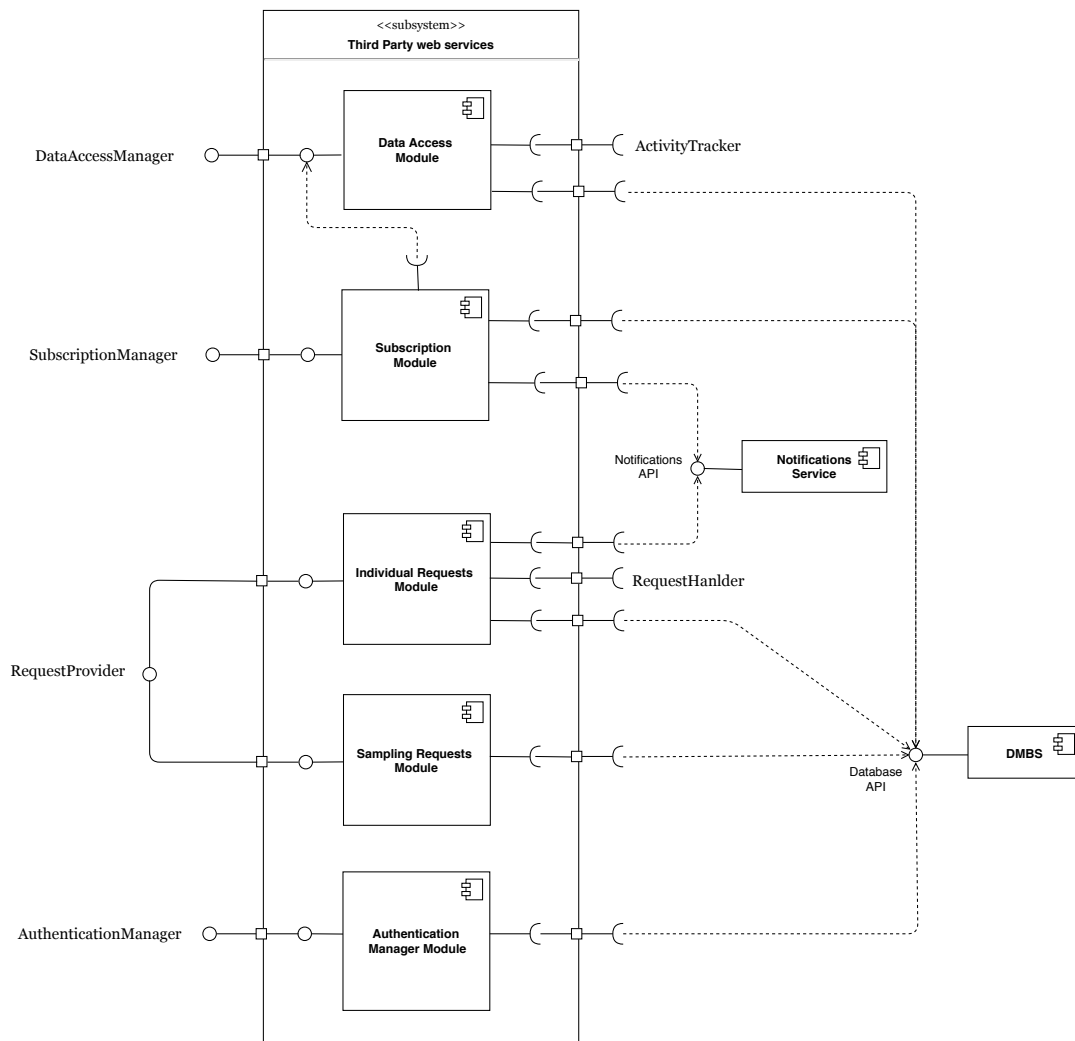 <<subsystem>>
Third Party web services
Data Access
Module
DataAccessManager
ActivityTracker
Subscription
Module
SubscriptionManager
Notifications
API
Notifications
Service
Individual Requests
Module
RequestHanlder
RequestProvider
Sampling Requests
Module
Database
API
DMBS
Authentication
Manager Module
AuthenticationManager